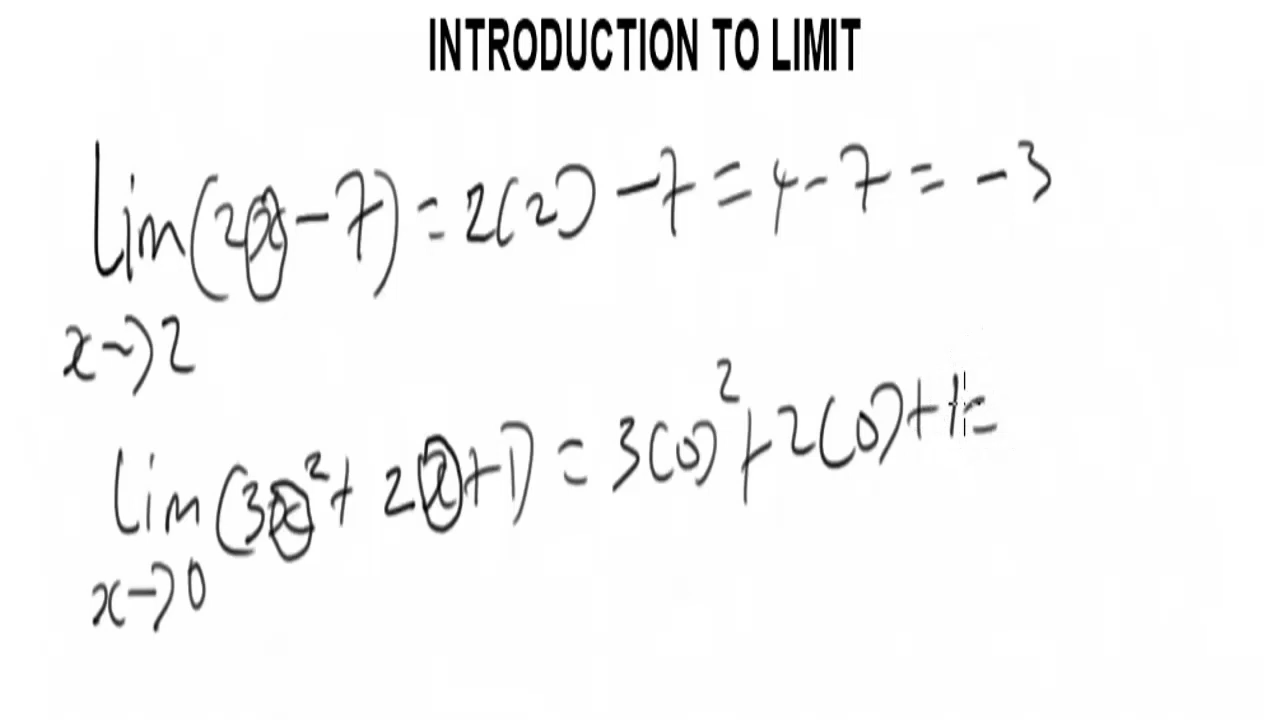 INTRODUCTION TO LIMIT
lim(2x-7) = 2(2) -7 = 4-7 = -3
x→2
lim(3x²+ 2x+1) = 3(0)²+2(0)+1=
x→0